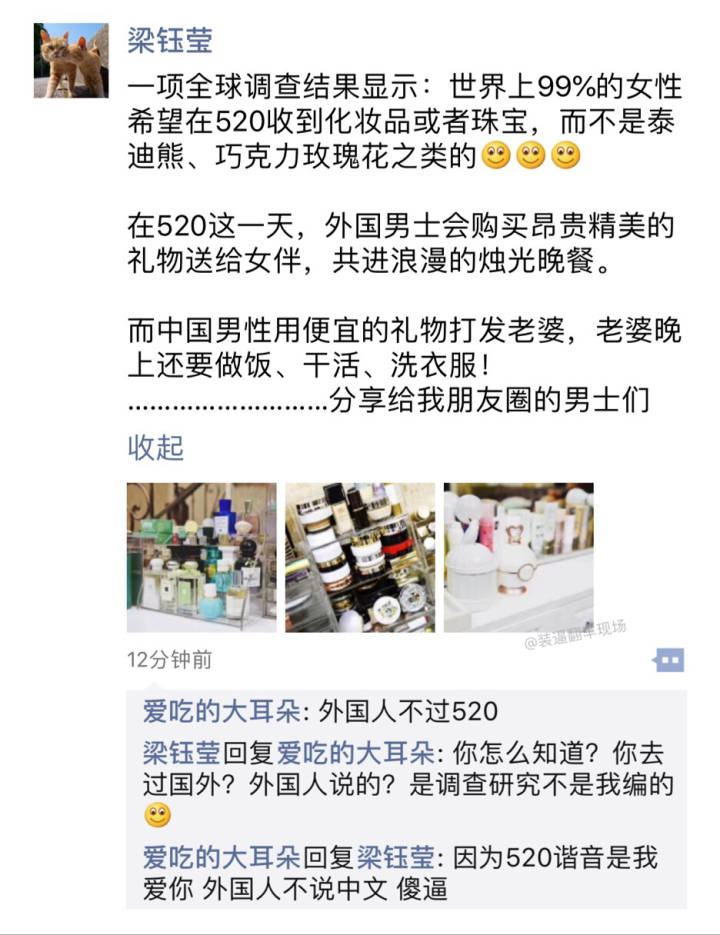 梁钰莹
一项全球调查结果显示：世界上99%的女性
希望在520收到化妆品或者珠宝，而不是泰
迪熊、巧克力玫瑰花之类的
在520这一天，外国男士会购买昂贵精美的
礼物送给女伴，共进浪漫的烛光晚餐。
而中国男性用便宜的礼物打发老婆，老婆晚
上还要做饭、干活、洗衣服！
………………………分享给我朋友圈的男士们
收起
@装逼翻车现场
12分钟前
爱吃的大耳朵: 外国人不过520
梁钰莹回复爱吃的大耳朵: 你怎么知道？你去
过国外？外国人说的？是调查研究不是我编的
爱吃的大耳朵回复梁钰莹: 因为520谐音是我
爱你 外国人不说中文 傻逼